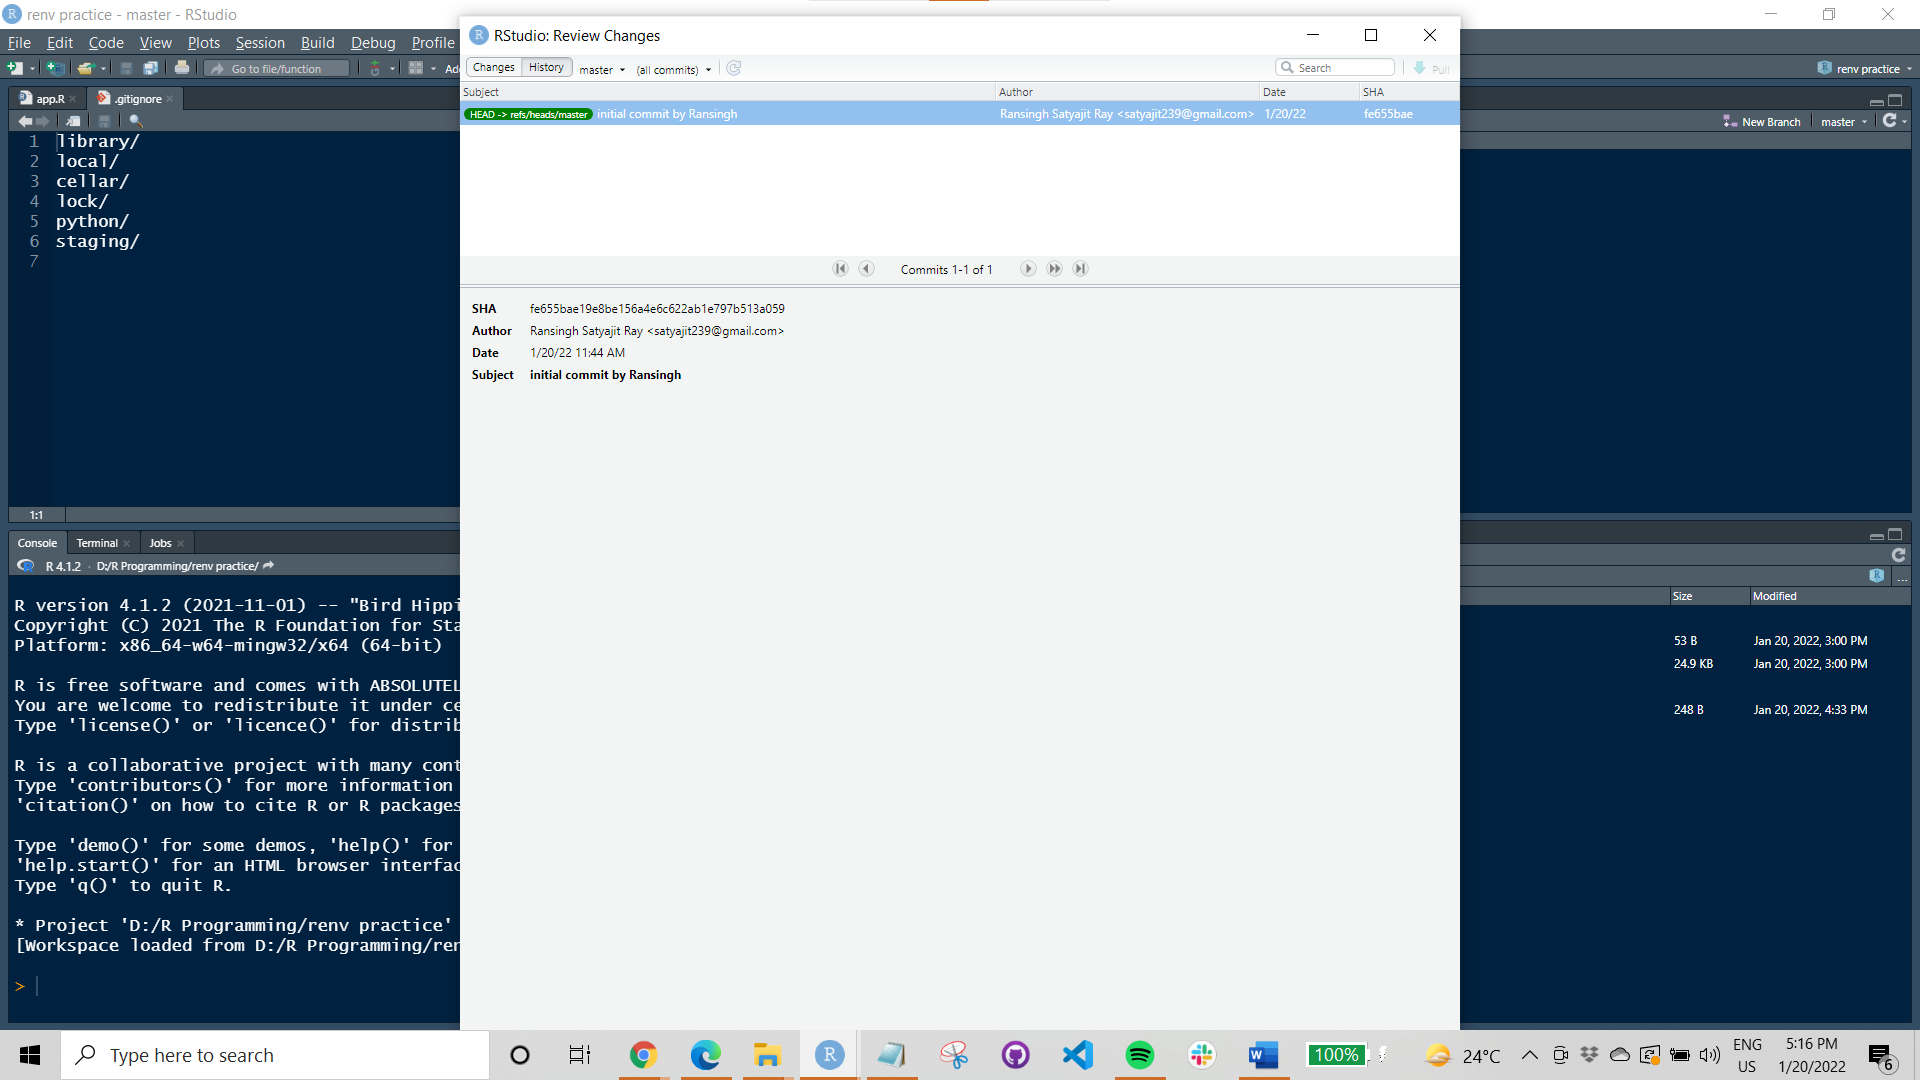 renv practice - master - RStudio
File Edit Code View Plots Session Build Debug Profile
Go to file/function
renv practice
app.R
.gitignore
1 library/
2 local/
3 cellar/
4 lock/
5 python/
6 staging/
7
1:1
Console Terminal Jobs
R 4.1.2 · D:/R Programming/renv practice/
R version 4.1.2 (2021-11-01) -- "Bird Hippi
Copyright (C) 2021 The R Foundation for Sta
Platform: x86_64-w64-mingw32/x64 (64-bit)
R is free software and comes with ABSOLUTEL
You are welcome to redistribute it under ce
Type 'license()' or 'licence()' for distrib
R is a collaborative project with many cont
Type 'contributors()' for more information
'citation()' on how to cite R or R packages
Type 'demo()' for some demos, 'help()' for
'help.start()' for an HTML browser interfac
Type 'q()' to quit R.
* Project 'D:/R Programming/renv practice'
[Workspace loaded from D:/R Programming/ren
>
RStudio: Review Changes
Changes History master (all commits) Search Pull
Subject Author Date SHA
HEAD -> refs/heads/master initial commit by Ransingh Ransingh Satyajit Ray <satyajit239@gmail.com> 1/20/22 fe655bae
Commits 1-1 of 1
SHA fe655bae19e8be156a4e6c622ab1e797b513a059
Author Ransingh Satyajit Ray <satyajit239@gmail.com>
Date 1/20/22 11:44 AM
Subject initial commit by Ransingh
New Branch master
Size Modified
53 B Jan 20, 2022, 3:00 PM
24.9 KB Jan 20, 2022, 3:00 PM
248 B Jan 20, 2022, 4:33 PM
Type here to search
100%
24°C
ENG
US
5:16 PM
1/20/2022
6